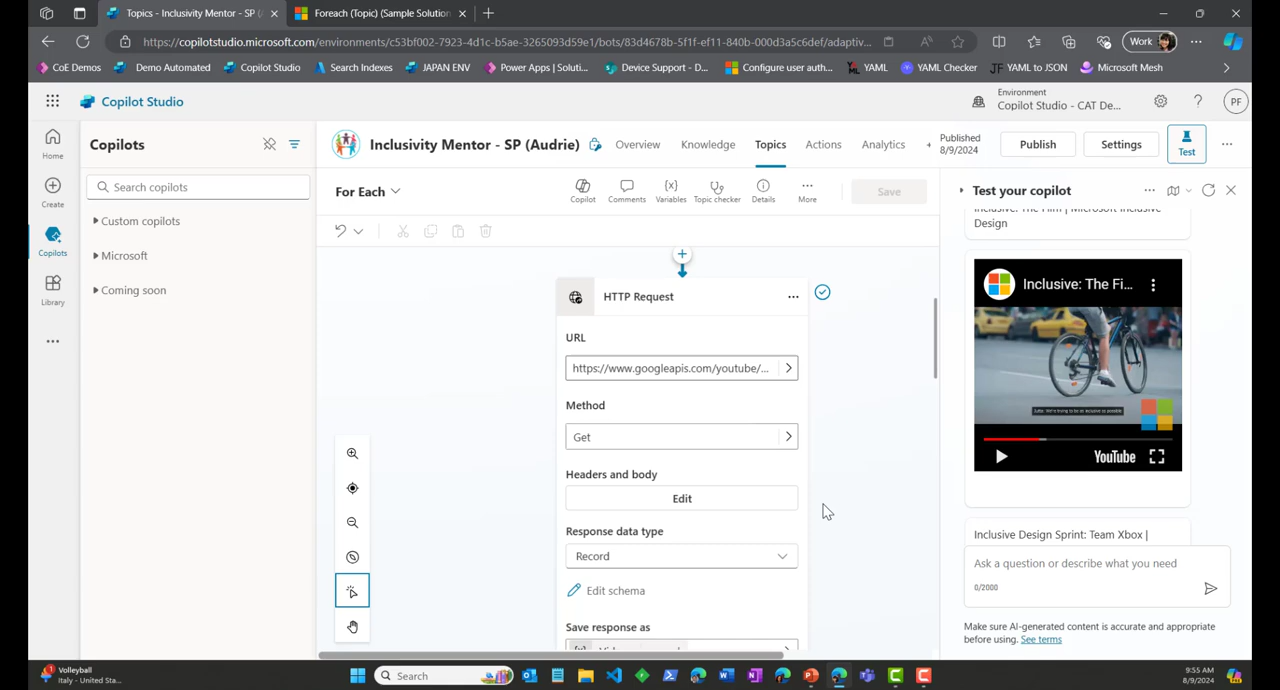 Topics - Inclusivity Mentor - SP (/
Foreach (Topic) (Sample Solution
https://copilotstudio.microsoft.com/environments/c53bf002-7923-4d1c-b5ae-3265093d59e1/bots/83d4678b-5f1f-ef11-840b-000d3a5c6def/adaptiv...
Work
CoE Demos
Demo Automated
Copilot Studio
Search Indexes
JAPAN ENV
Power Apps | Soluti...
Device Support - D...
Configure user auth...
YAML
YAML Checker
JF YAML to JSON
Microsoft Mesh
Copilot Studio
Environment
Copilot Studio - CAT De...
PF
Home
Create
Copilots
Library
Copilots
Search copilots
Custom copilots
Microsoft
Coming soon
Inclusivity Mentor - SP (Audrie)
Overview
Knowledge
Topics
Actions
Analytics
Published
8/9/2024
Publish
Settings
Test
For Each
Copilot
Comments
Variables
Topic checker
Details
More
Save
HTTP Request
URL
https://www.googleapis.com/youtube/...
Method
Get
Headers and body
Edit
Response data type
Record
Edit schema
Save response as
Test your copilot
Inclusive: The Film | Microsoft Inclusive
Design
Inclusive: The Fi...
YouTube
Inclusive Design Sprint: Team Xbox |
Ask a question or describe what you need
0/2000
Make sure AI-generated content is accurate and appropriate
before using. See terms
Volleyball
Italy - United Sta...
Search
9:55 AM
8/9/2024